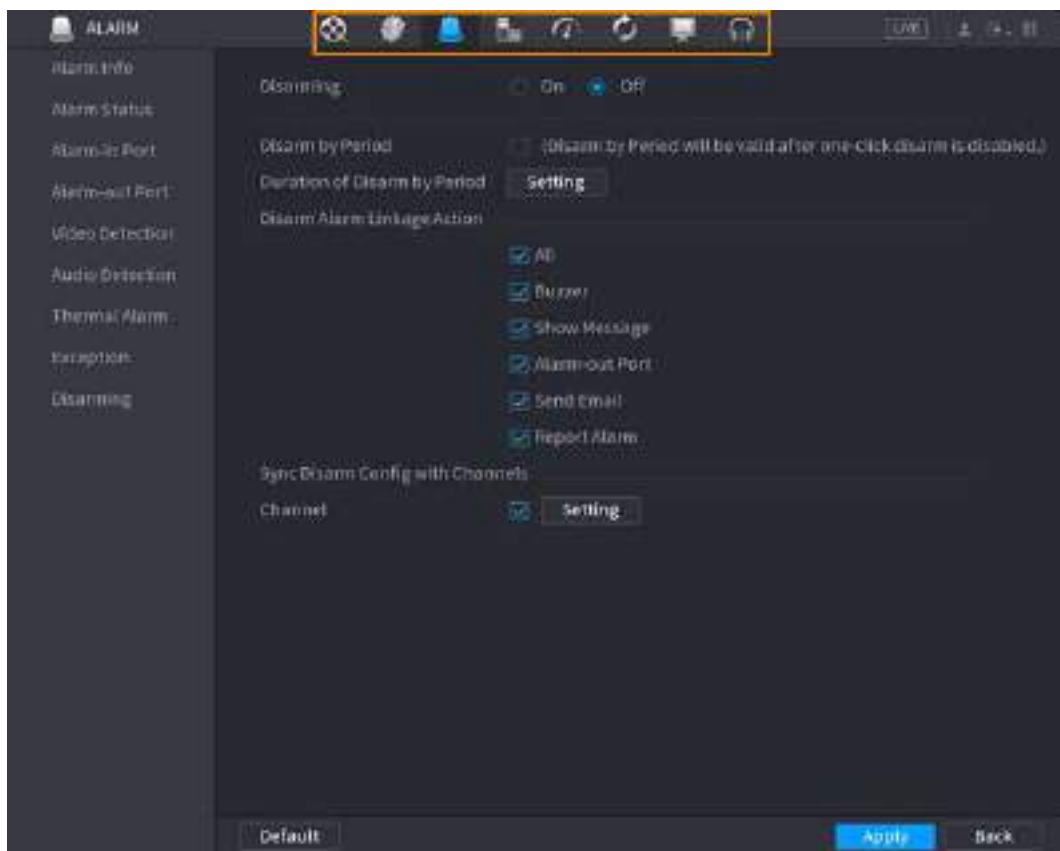 ALARM
LIVE
Alarm Info
Alarm Status
Alarm-in Port
Alarm-out Port
Video Detection
Audio Detection
Thermal Alarm
Exception
Disarming
Disarming On Off
Disarm by Period (Disarm by Period will be valid after one-click disarm is disabled.)
Duration of Disarm by Period Setting
Disarm Alarm Linkage Action
All
Buzzer
Show Message
Alarm-out Port
Send Email
Report Alarm
Sync Disarm Config with Channels
Channel Setting
Default Apply Back